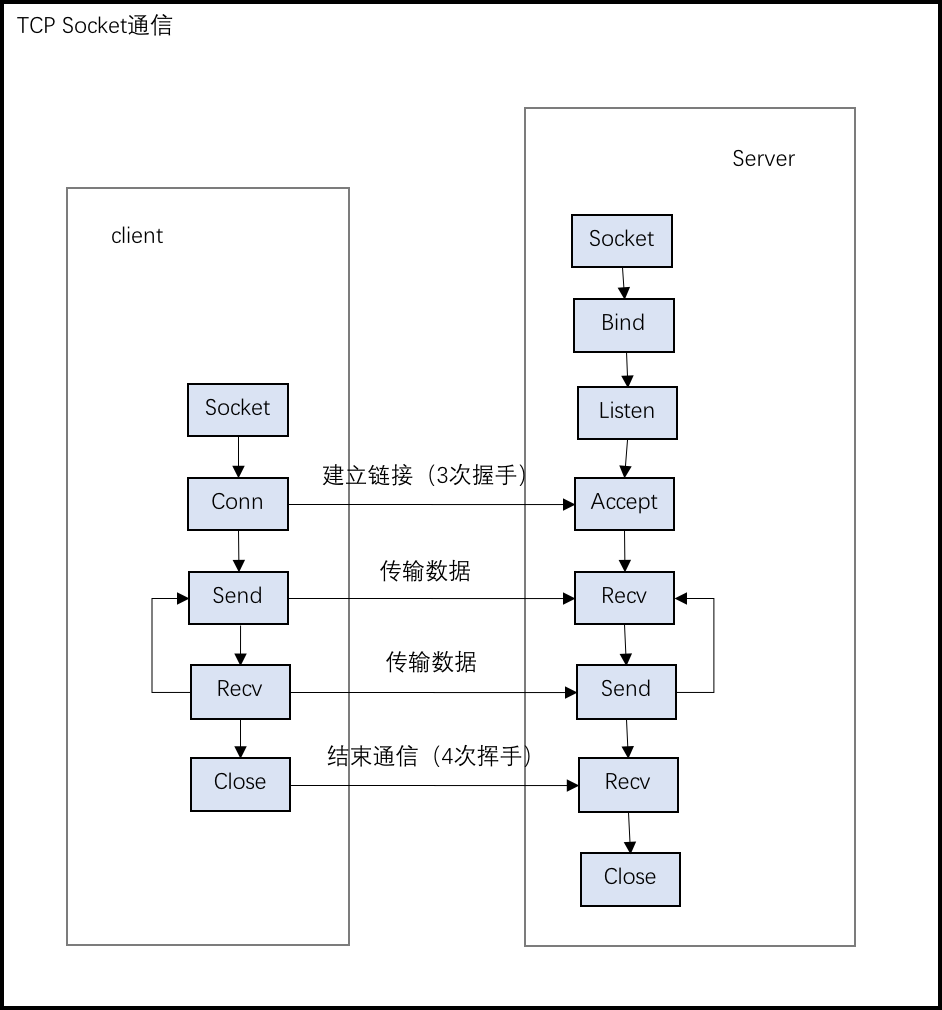 TCP Socket通信
Server
client
Socket
Bind
Listen
Socket
建立链接（3次握手）
Conn
Accept
传输数据
Send
Recv
传输数据
Recv
Send
结束通信（4次挥手）
Close
Recv
Close